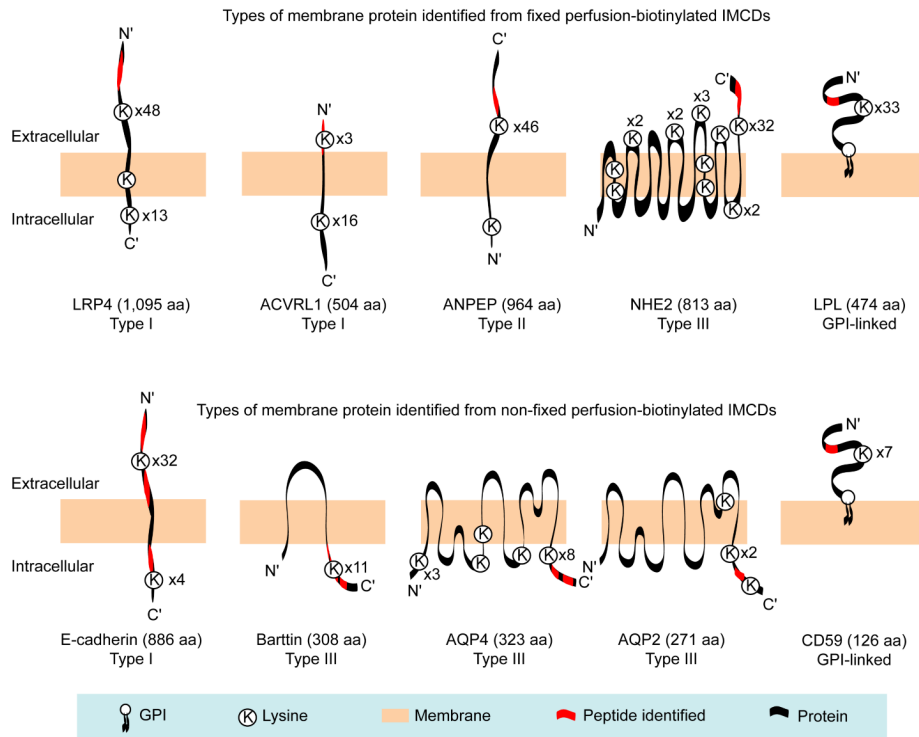 Types of membrane protein identified from fixed perfusion-biotinylated IMCDs
N' C' N' C' N'
K x48 K x3 K x46 x2 K x2 K x3 K K K x32 K x33
Extracellular
K K K K K
Intracellular
K x13 K x16 K K x2
C' C' N' N'
LRP4 (1,095 aa) ACVRL1 (504 aa) ANPEP (964 aa) NHE2 (813 aa) LPL (474 aa)
Type I Type I Type II Type III GPI-linked
Types of membrane protein identified from non-fixed perfusion-biotinylated IMCDs
N' N'
K x32 K x7
Extracellular
K K
Intracellular
K x4 K x11 K x3 K K K x8 K x2 K
C' N' C' N' C' N' C'
E-cadherin (886 aa) Barttin (308 aa) AQP4 (323 aa) AQP2 (271 aa) CD59 (126 aa)
Type I Type III Type III Type III GPI-linked
GPI K Lysine Membrane Peptide identified Protein